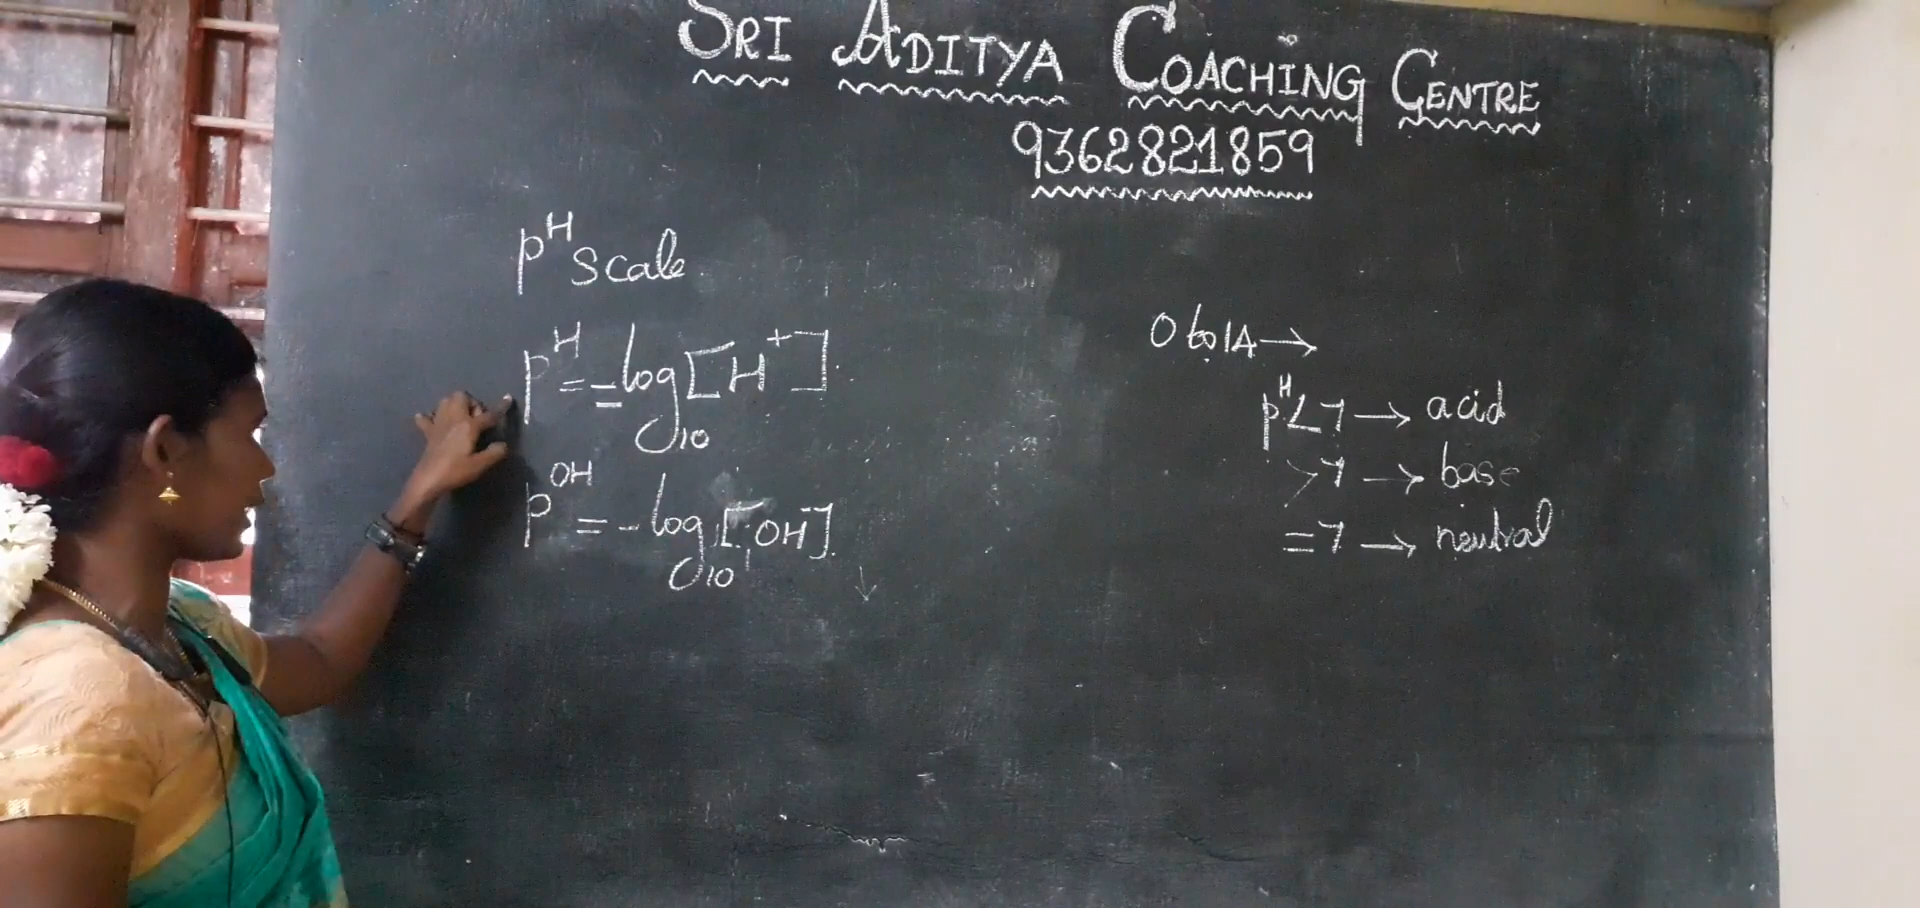 SRI ADITYA COACHING CENTRE
9362821859
pᴴ scale
pᴴ = -log₁₀[H⁺]
pᴼᴴ = -log₁₀[OH⁻].
0 to 14 →
pᴴ < 7 → acid
> 7 → base
= 7 → neutral